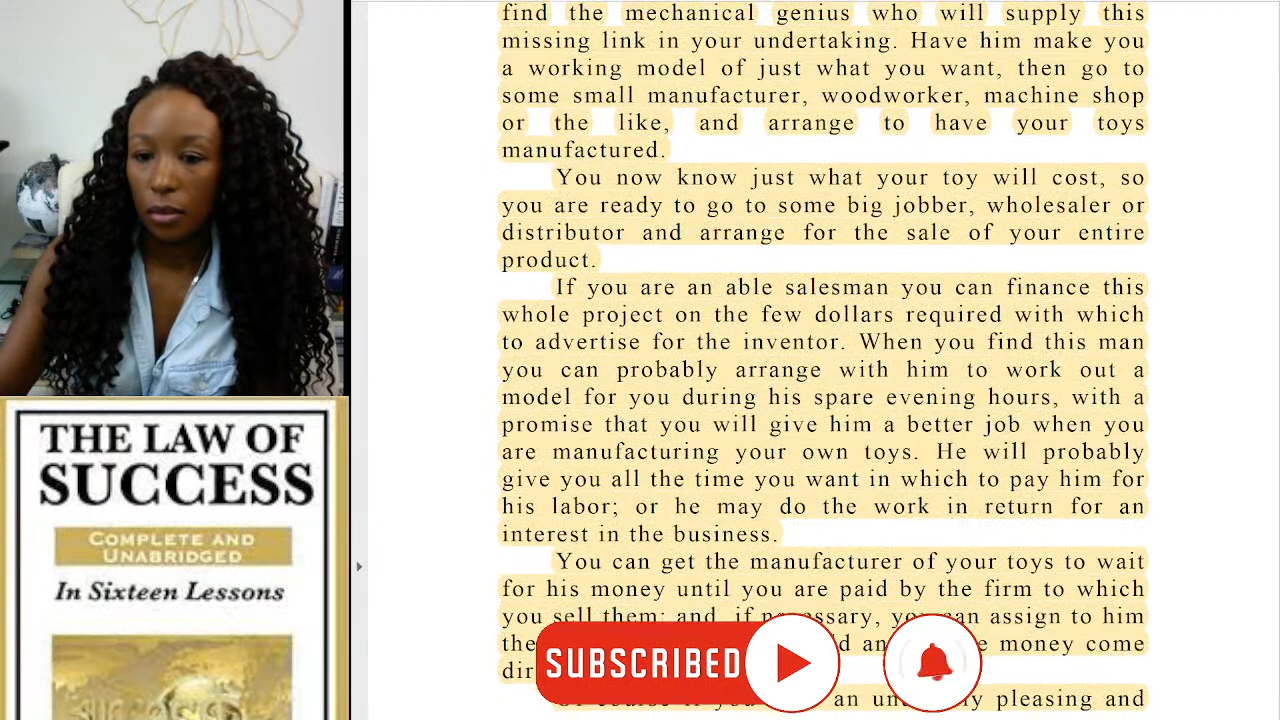 find the mechanical genius who will supply this
missing link in your undertaking. Have him make you
a working model of just what you want, then go to
some small manufacturer, woodworker, machine shop
or the like, and arrange to have your toys
manufactured.
You now know just what your toy will cost, so
you are ready to go to some big jobber, wholesaler or
distributor and arrange for the sale of your entire
product.
If you are an able salesman you can finance this
whole project on the few dollars required with which
to advertise for the inventor. When you find this man
you can probably arrange with him to work out a
model for you during his spare evening hours, with a
promise that you will give him a better job when you
are manufacturing your own toys. He will probably
give you all the time you want in which to pay him for
his labor; or he may do the work in return for an
interest in the business.
You can get the manufacturer of your toys to wait
for his money until you are paid by the firm to which
you sell them; and, if necessary, you can assign to him
the money come
an pleasing and
SUBSCRIBED
THE LAW OF
SUCCESS
COMPLETE AND
UNABRIDGED
In Sixteen Lessons